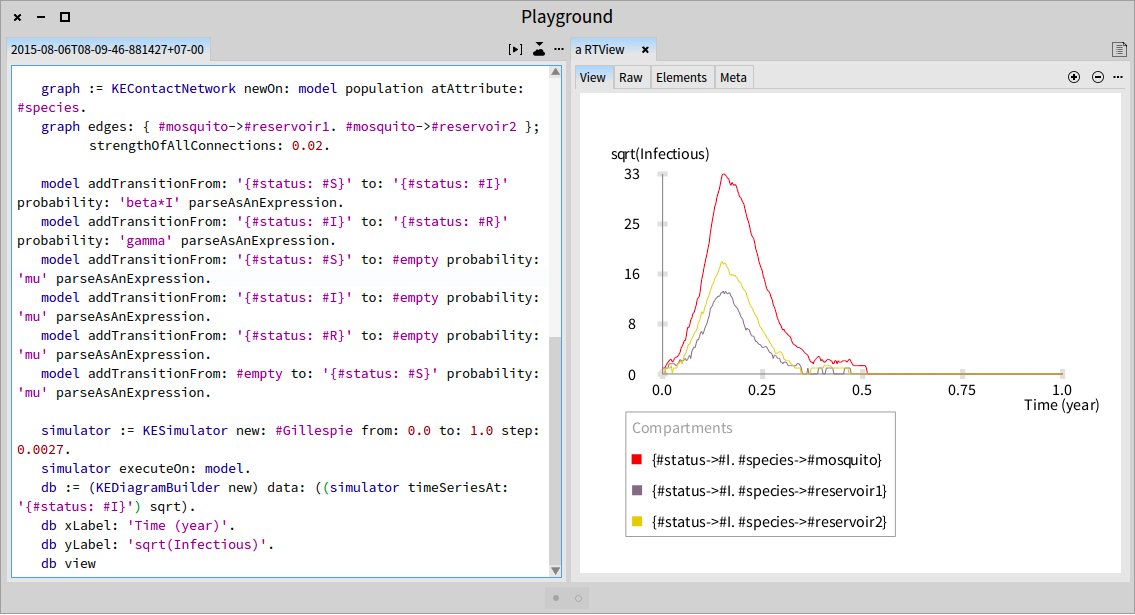 Playground
2015-08-06T08-09-46-881427+07-00
graph := KEContactNetwork newOn: model population atAttribute:
#species.
graph edges: { #mosquito->#reservoir1. #mosquito->#reservoir2 };
strengthOfAllConnections: 0.02.
model addTransitionFrom: '{#status: #S}' to: '{#status: #I}'
probability: 'beta*I' parseAsAnExpression.
model addTransitionFrom: '{#status: #I}' to: '{#status: #R}'
probability: 'gamma' parseAsAnExpression.
model addTransitionFrom: '{#status: #S}' to: #empty probability:
'mu' parseAsAnExpression.
model addTransitionFrom: '{#status: #I}' to: #empty probability:
'mu' parseAsAnExpression.
model addTransitionFrom: '{#status: #R}' to: #empty probability:
'mu' parseAsAnExpression.
model addTransitionFrom: #empty to: '{#status: #S}' probability:
'mu' parseAsAnExpression.
simulator := KESimulator new: #Gillespie from: 0.0 to: 1.0 step:
0.0027.
simulator executeOn: model.
db := (KEDiagramBuilder new) data: ((simulator timeSeriesAt:
'{#status: #I}') sqrt).
db xLabel: 'Time (year)'.
db yLabel: 'sqrt(Infectious)'.
db view
a RTView
View Raw Elements Meta
sqrt(Infectious)
33
25
16
8
0
0.0 0.25 0.5 0.75 1.0
Time (year)
Compartments
{#status->#I. #species->#mosquito}
{#status->#I. #species->#reservoir1}
{#status->#I. #species->#reservoir2}